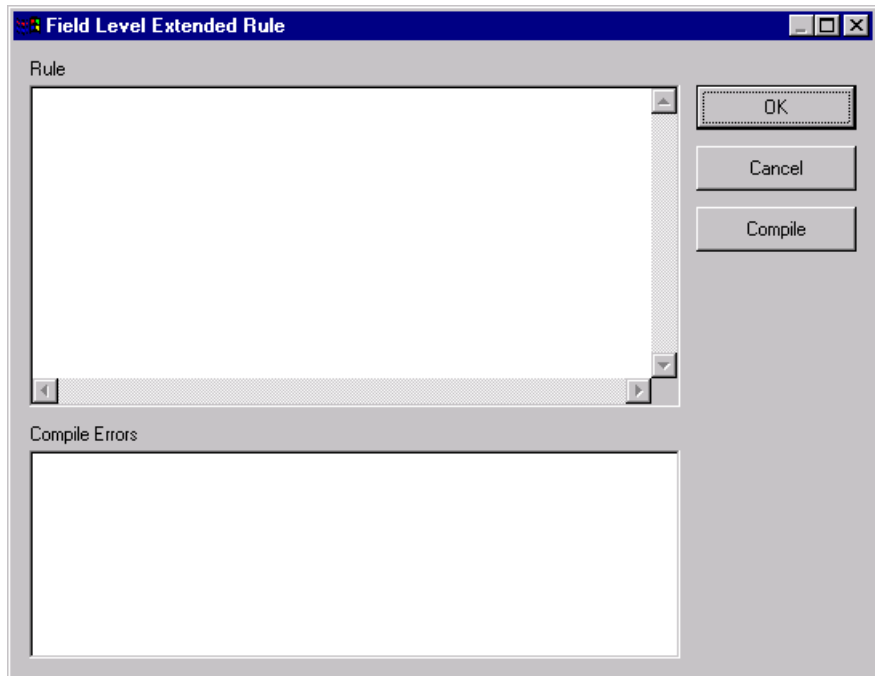 Field Level Extended Rule
Rule
OK
Cancel
Compile
Compile Errors